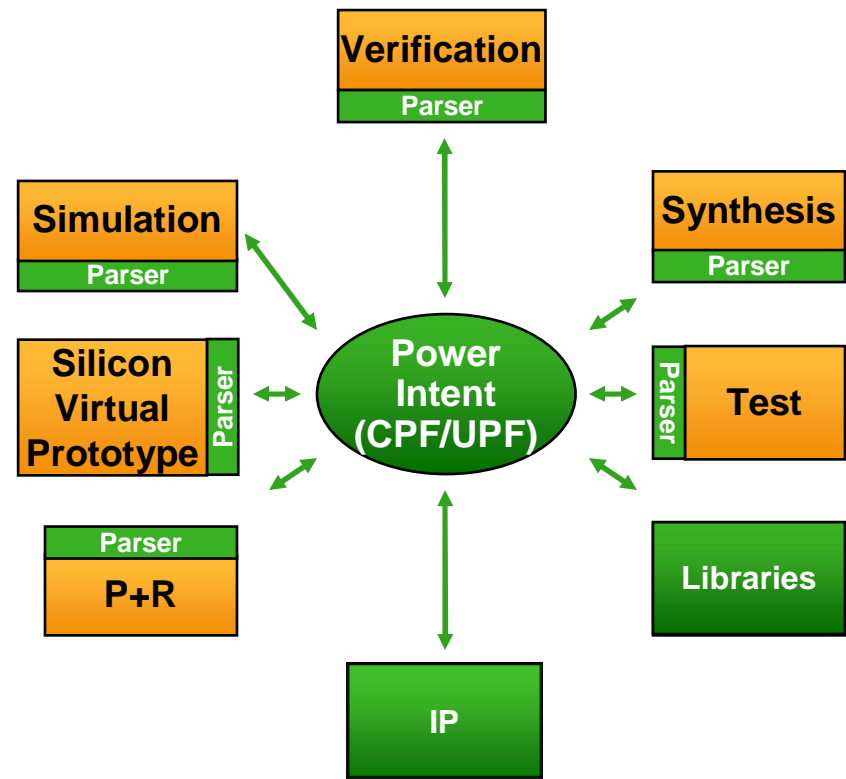 Verification
Parser
Simulation
Parser
Synthesis
Parser
Silicon
Virtual
Prototype
Parser
Power
Intent
(CPF/UPF)
Parser
Test
Parser
P+R
Libraries
IP